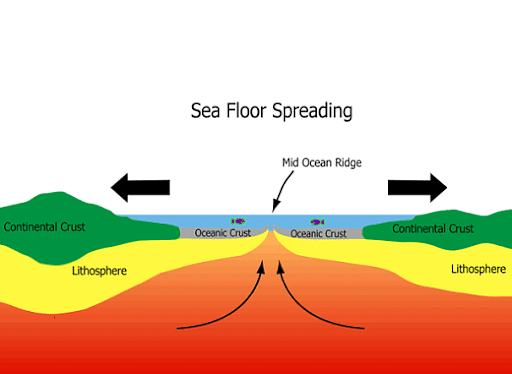 Sea Floor Spreading
Mid Ocean Ridge
Continental Crust
Oceanic Crust
Oceanic Crust
Continental Crust
Lithosphere
Lithosphere